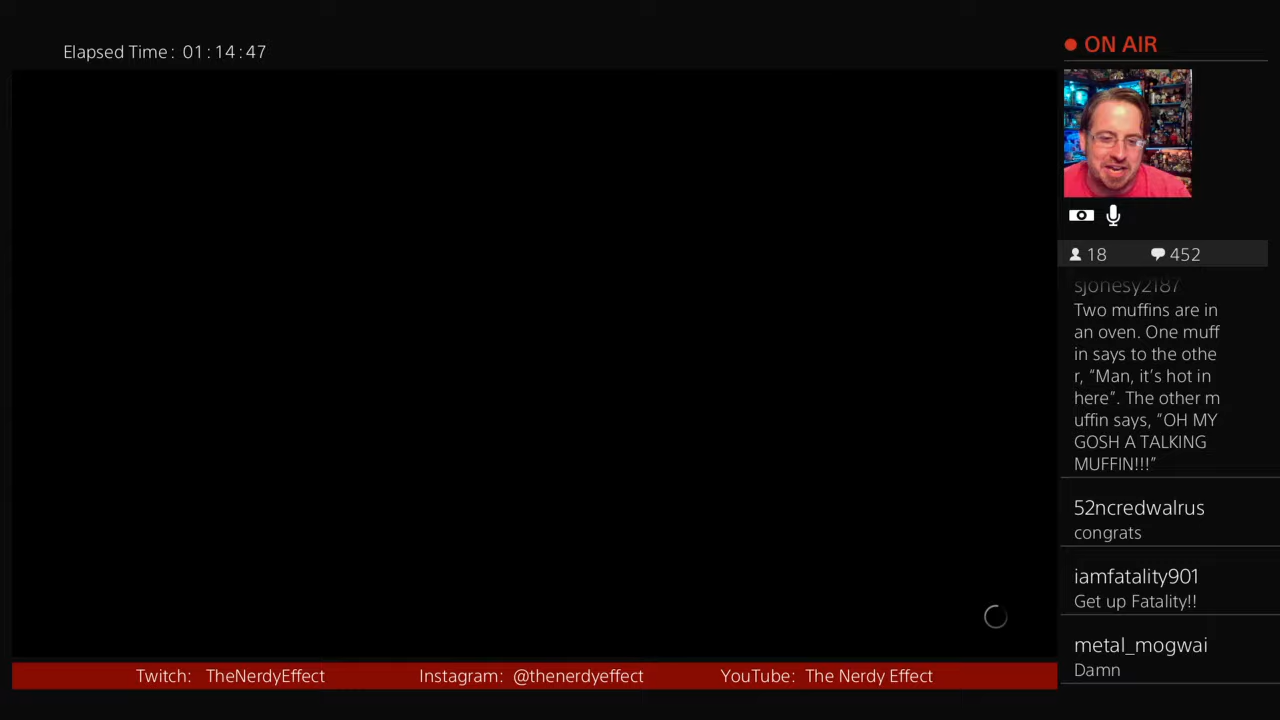 Elapsed Time: 01:14:47
ON AIR
18 452
sjonesy2187
Two muffins are in
an oven. One muff
in says to the othe
r, “Man, it’s hot in
here”. The other m
uffin says, “OH MY
GOSH A TALKING
MUFFIN!!!”
52ncredwalrus
congrats
iamfatality901
Get up Fatality!!
metal_mogwai
Damn
Twitch: TheNerdyEffect Instagram: @thenerdyeffect YouTube: The Nerdy Effect